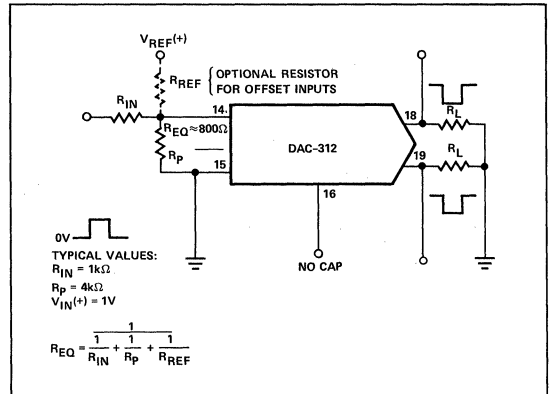 VREF(+)
RREF { OPTIONAL RESISTOR
FOR OFFSET INPUTS
RIN
14
REQ≈800Ω
RP
15
DAC-312
16
18
RL
19
RL
0V
NO CAP
TYPICAL VALUES:
RIN = 1kΩ
RP = 4kΩ
VIN(+) = 1V
REQ = 1 / (1/RIN + 1/RP + 1/RREF)